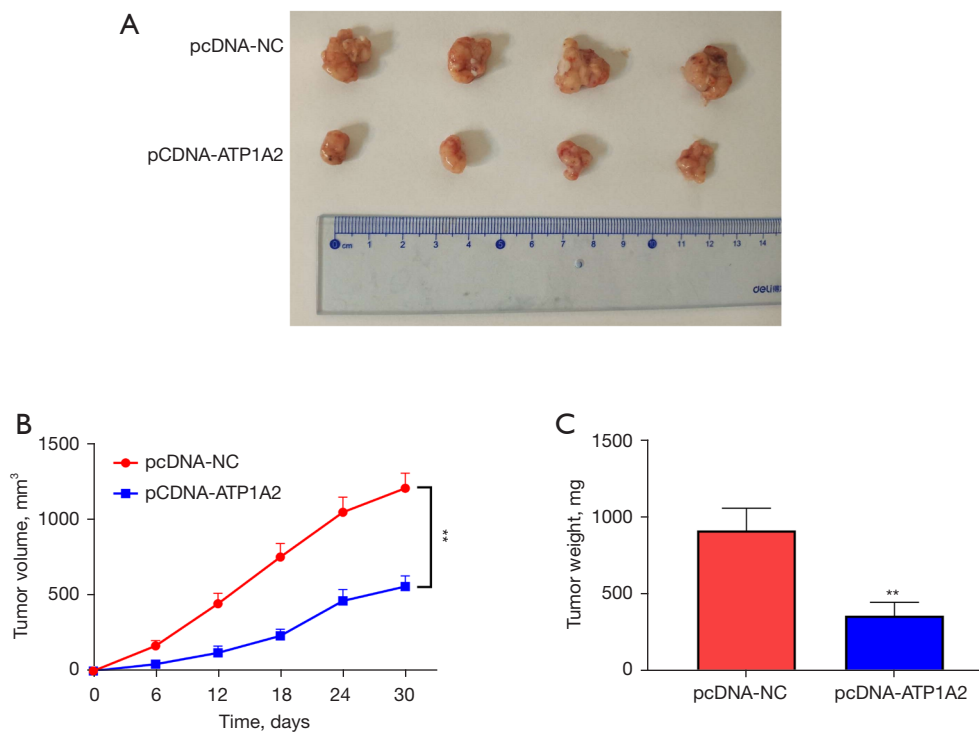 A
pcDNA-NC
pCDNA-ATP1A2
0 cm 1 2 3 4 5 6 7 8 9 10 11 12 13 14
deli
B
1500
1000
500
0
Tumor volume, mm³
pcDNA-NC
pCDNA-ATP1A2
**
0 6 12 18 24 30
Time, days
C
1500
1000
500
0
Tumor weight, mg
**
pcDNA-NC pcDNA-ATP1A2